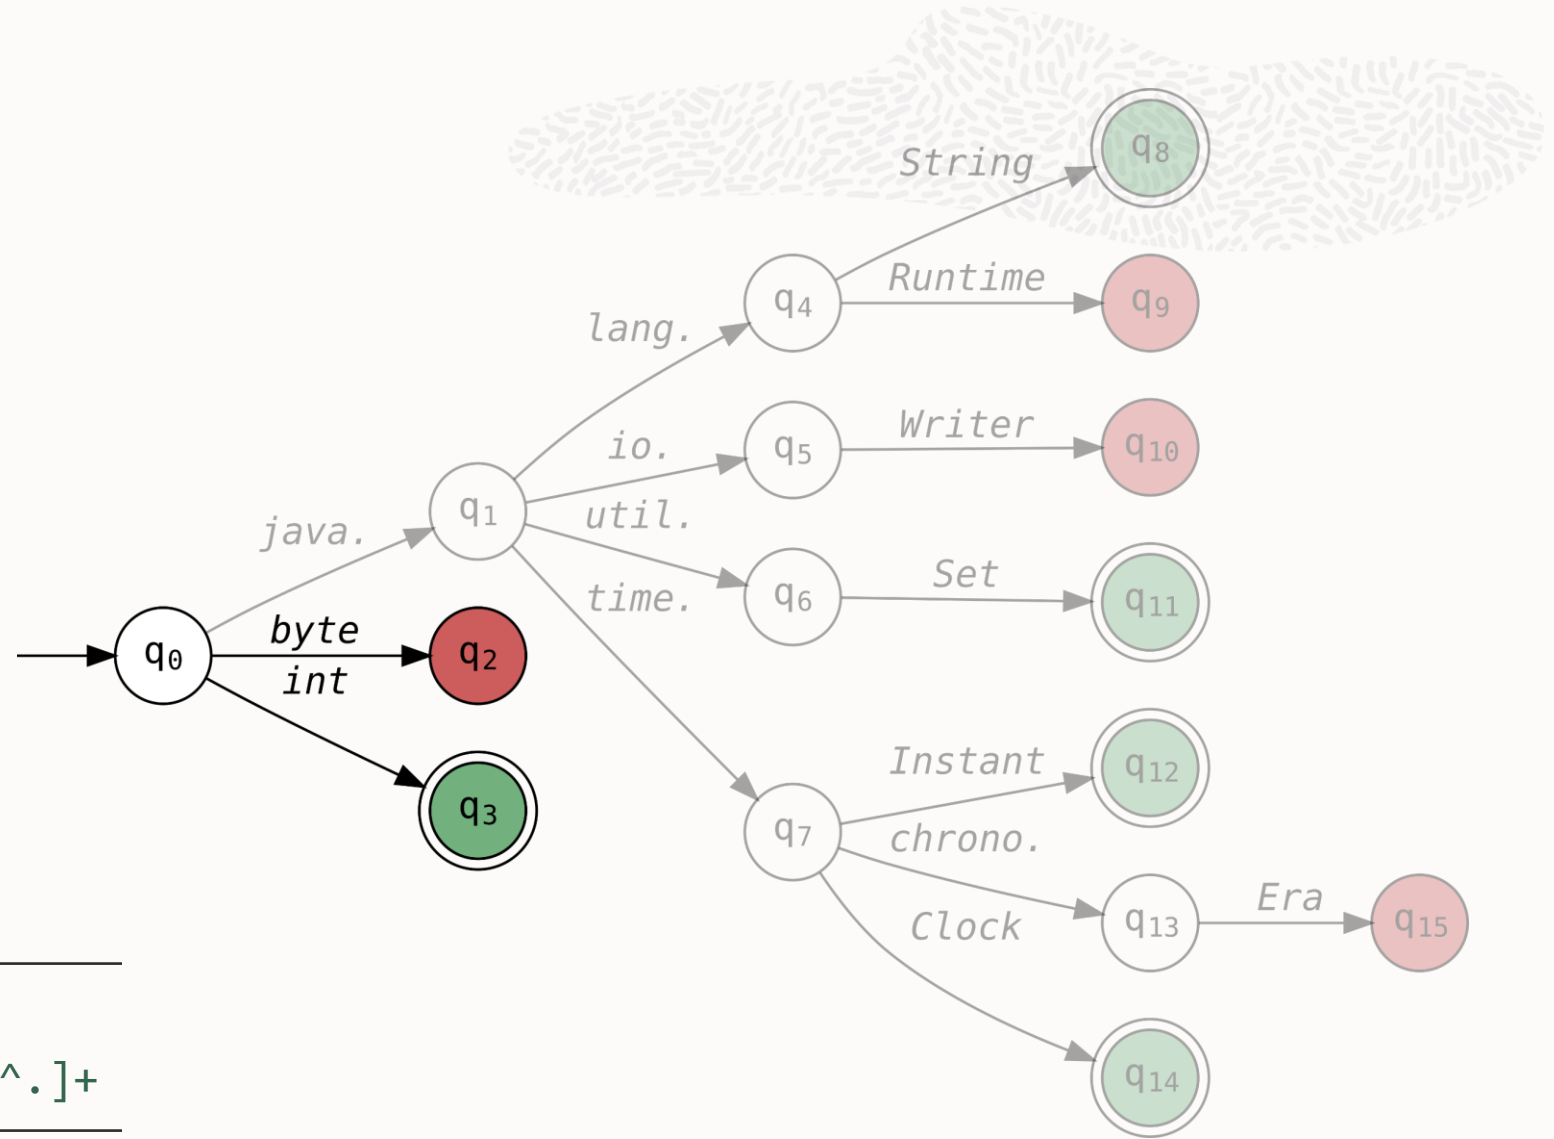 String
q8
lang.
q4
Runtime
q9
io.
q5
Writer
q10
java.
q1
util.
q6
Set
q11
time.
q0
byte
q2
int
q3
q7
Instant
q12
chrono.
q13
Era
q15
Clock
q14
^.]+